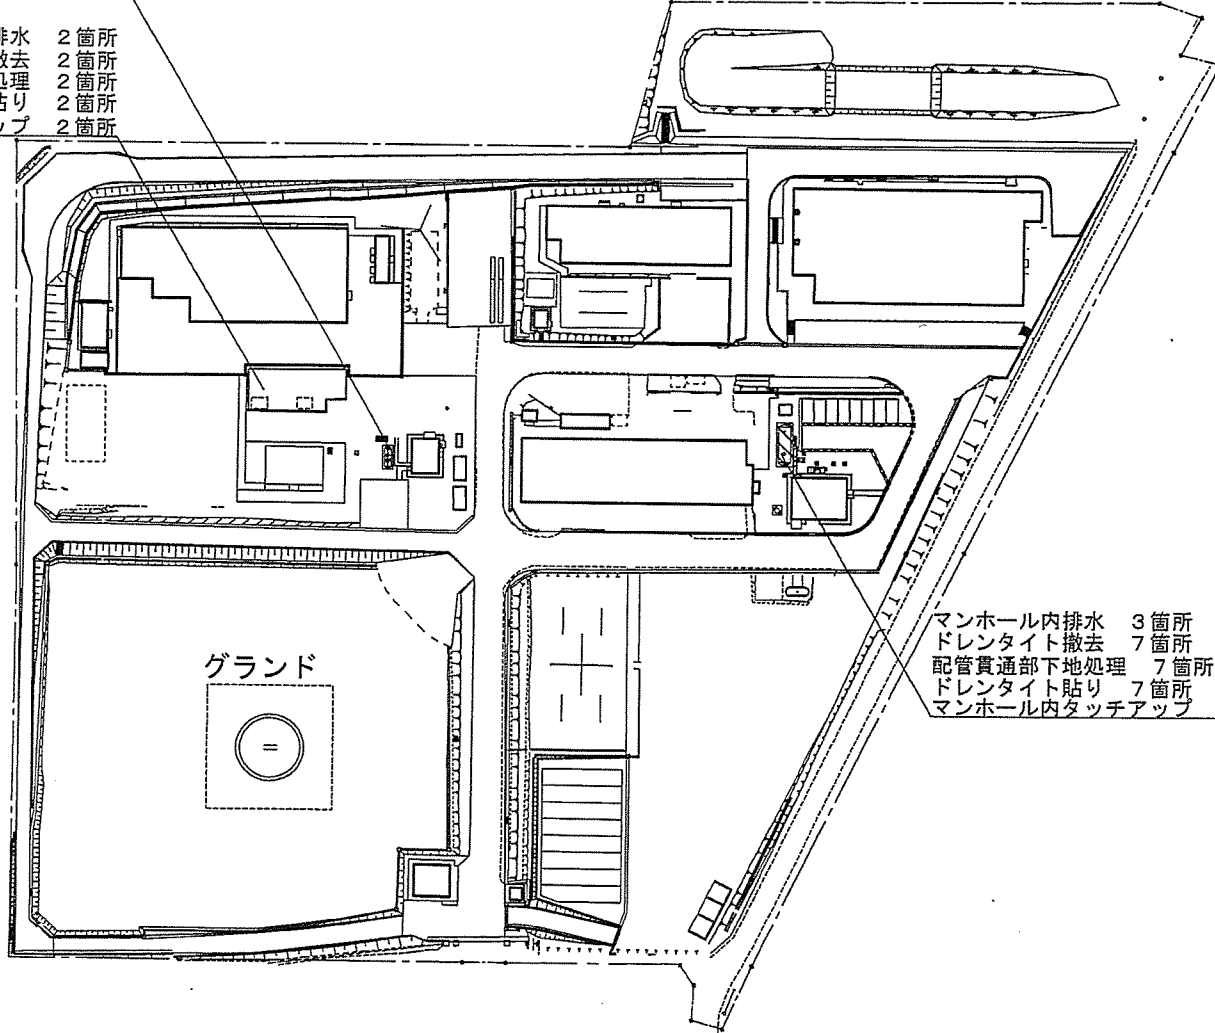 排水 2箇所
撤去 2箇所
処理 2箇所
貼り 2箇所
ップ 2箇所
グランド
マンホール内排水 3箇所
ドレンタイト撤去 7箇所
配管貫通部下地処理 7箇所
ドレンタイト貼り 7箇所
マンホール内タッチアップ